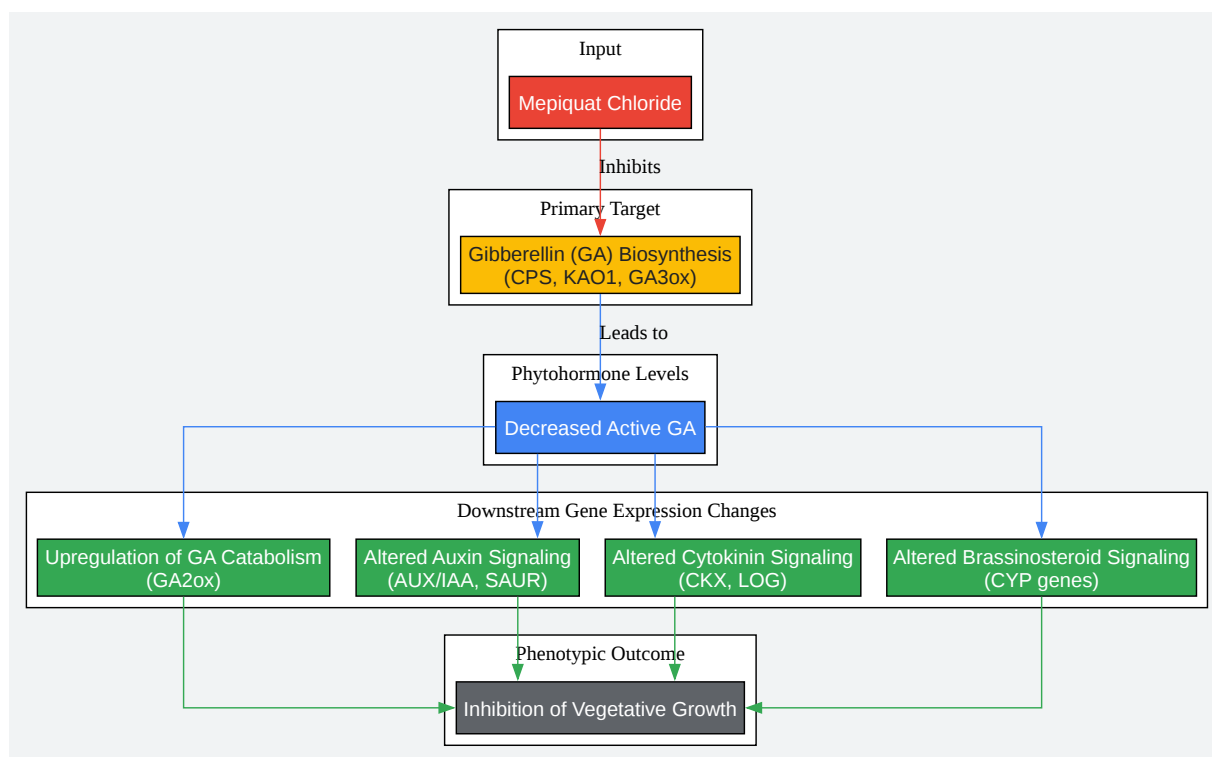 Input
Mepiquat Chloride
Inhibits
Primary Target
Gibberellin (GA) Biosynthesis
(CPS, KAO1, GA3ox)
Leads to
Phytohormone Levels
Decreased Active GA
Downstream Gene Expression Changes
Upregulation of GA Catabolism
(GA2ox)
Altered Auxin Signaling
(AUX/IAA, SAUR)
Altered Cytokinin Signaling
(CKX, LOG)
Altered Brassinosteroid Signaling
(CYP genes)
Phenotypic Outcome
Inhibition of Vegetative Growth